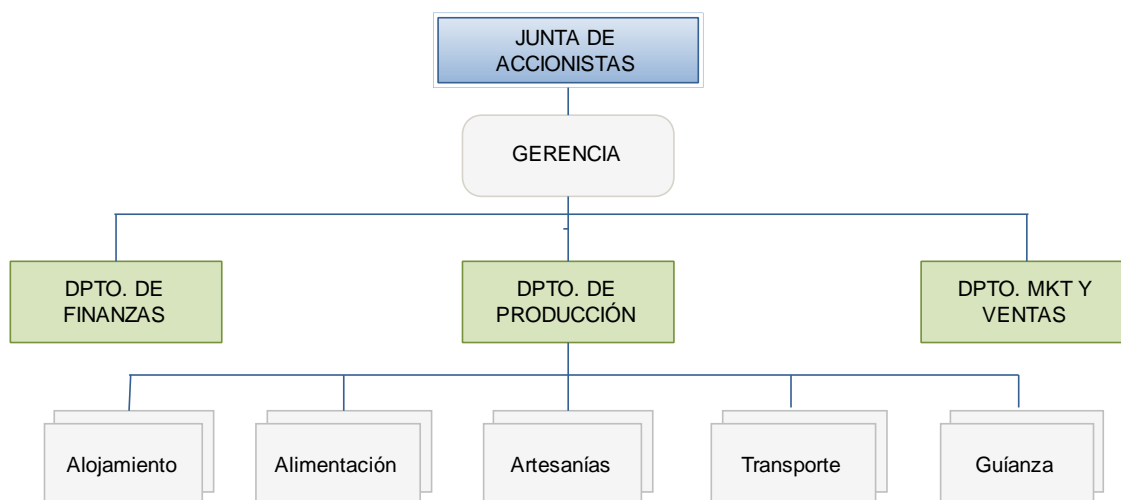 JUNTA DE
ACCIONISTAS
GERENCIA
DPTO. DE
FINANZAS
DPTO. DE
PRODUCCIÓN
DPTO. MKT Y
VENTAS
Alojamiento
Alimentación
Artesanías
Transporte
Guíanza